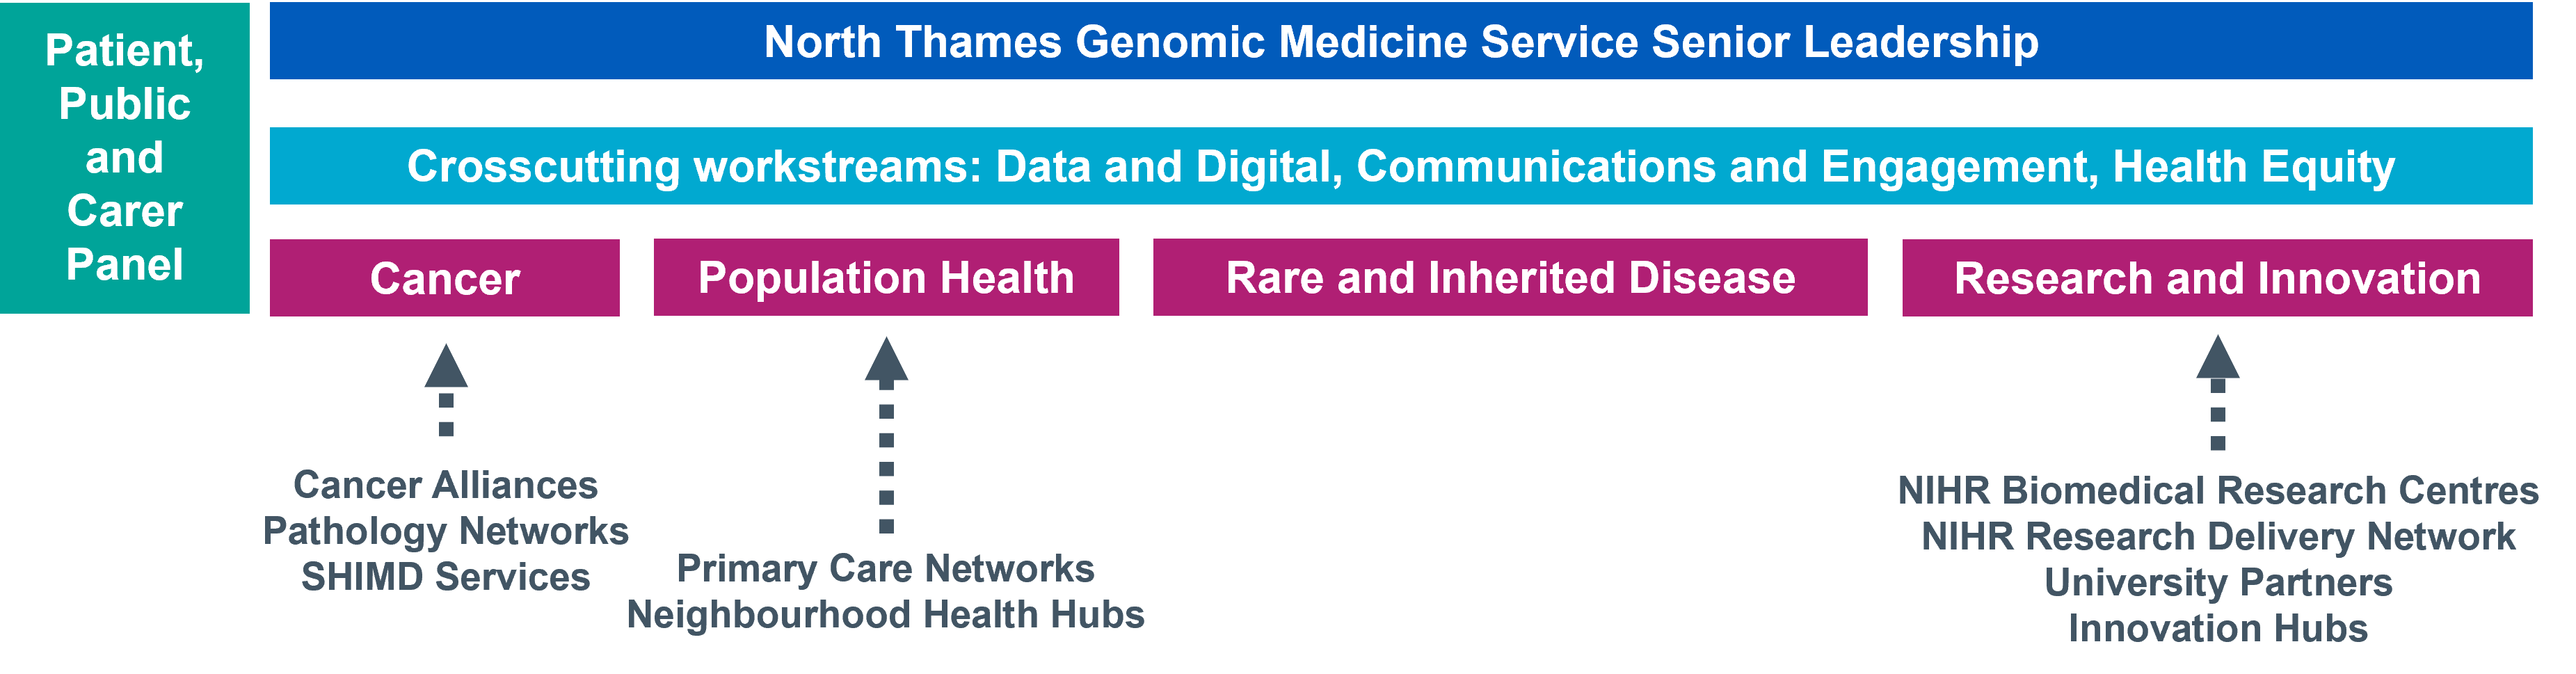 Patient,
Public
and
Carer
Panel
North Thames Genomic Medicine Service Senior Leadership
Crosscutting workstreams: Data and Digital, Communications and Engagement, Health Equity
Cancer
Population Health
Rare and Inherited Disease
Research and Innovation
Cancer Alliances
Pathology Networks
SHIMD Services
Primary Care Networks
Neighbourhood Health Hubs
NIHR Biomedical Research Centres
NIHR Research Delivery Network
University Partners
Innovation Hubs